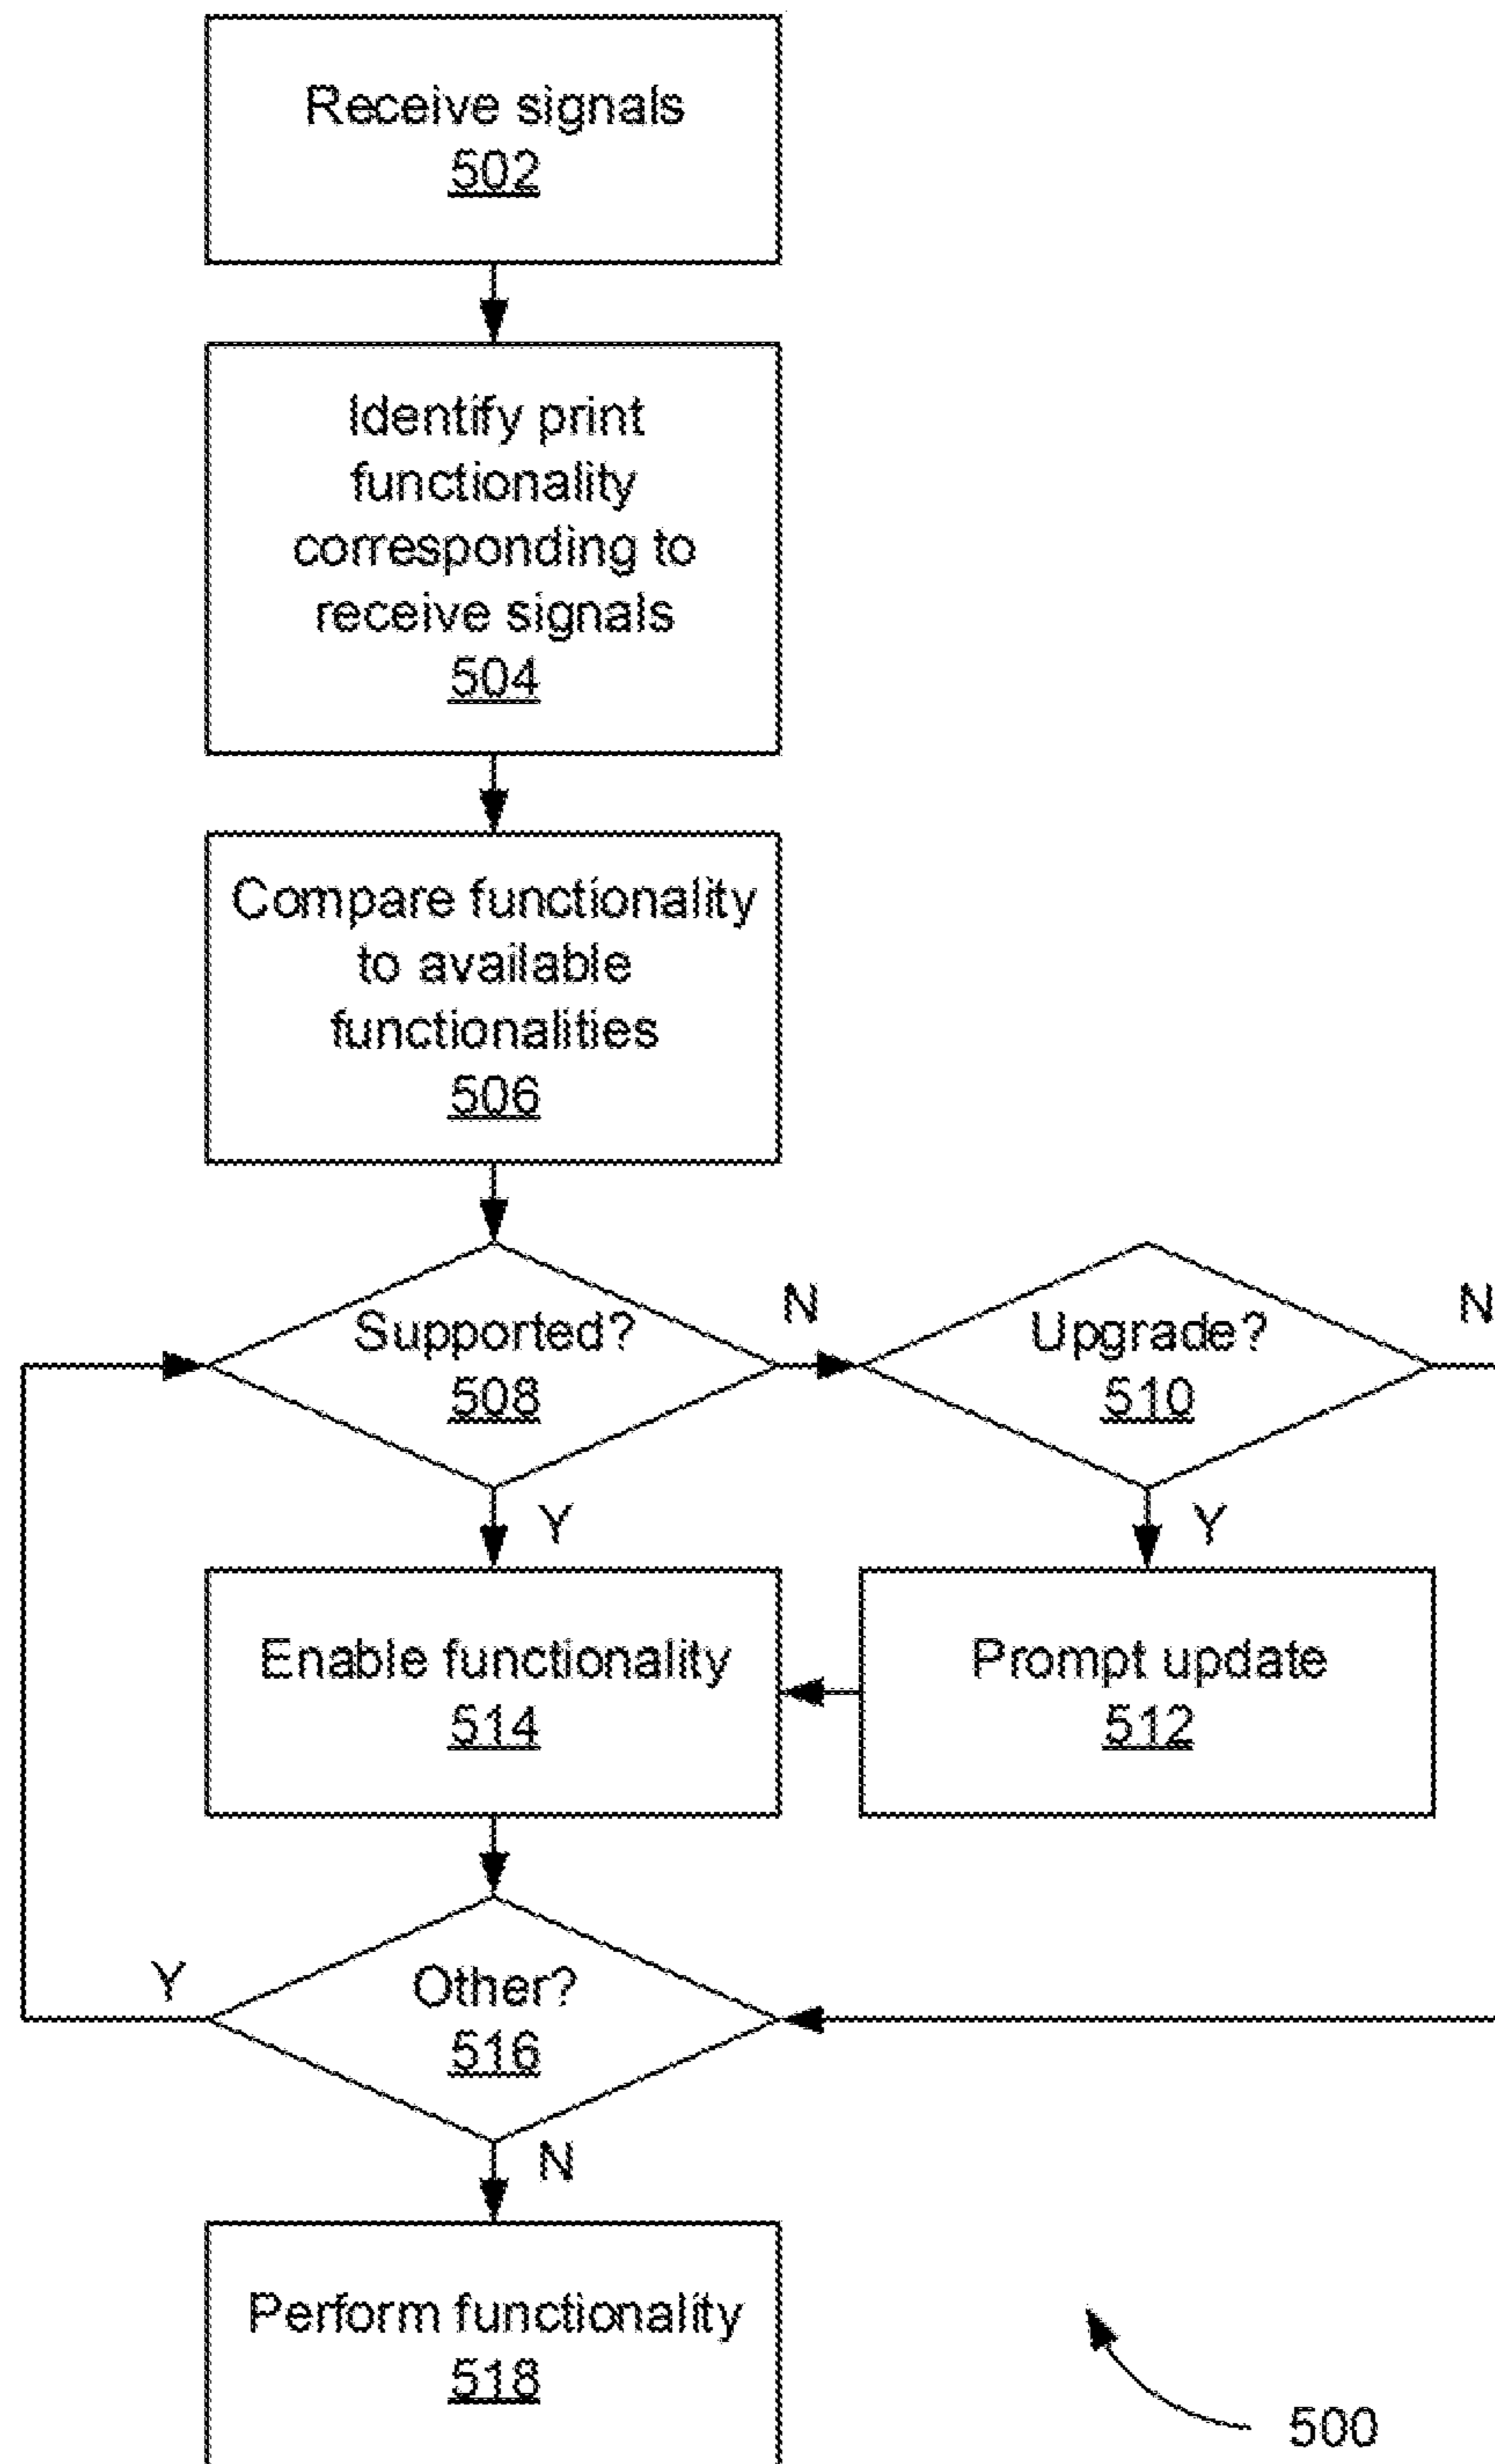 Receive signals
502
Identify print
functionality
corresponding to
receive signals
504
Compare functionality
to available
functionalities
506
Supported?
508
N
Upgrade?
510
N
Y
Y
Enable functionality
514
Prompt update
512
Y
Other?
516
N
Perform functionality
518
500